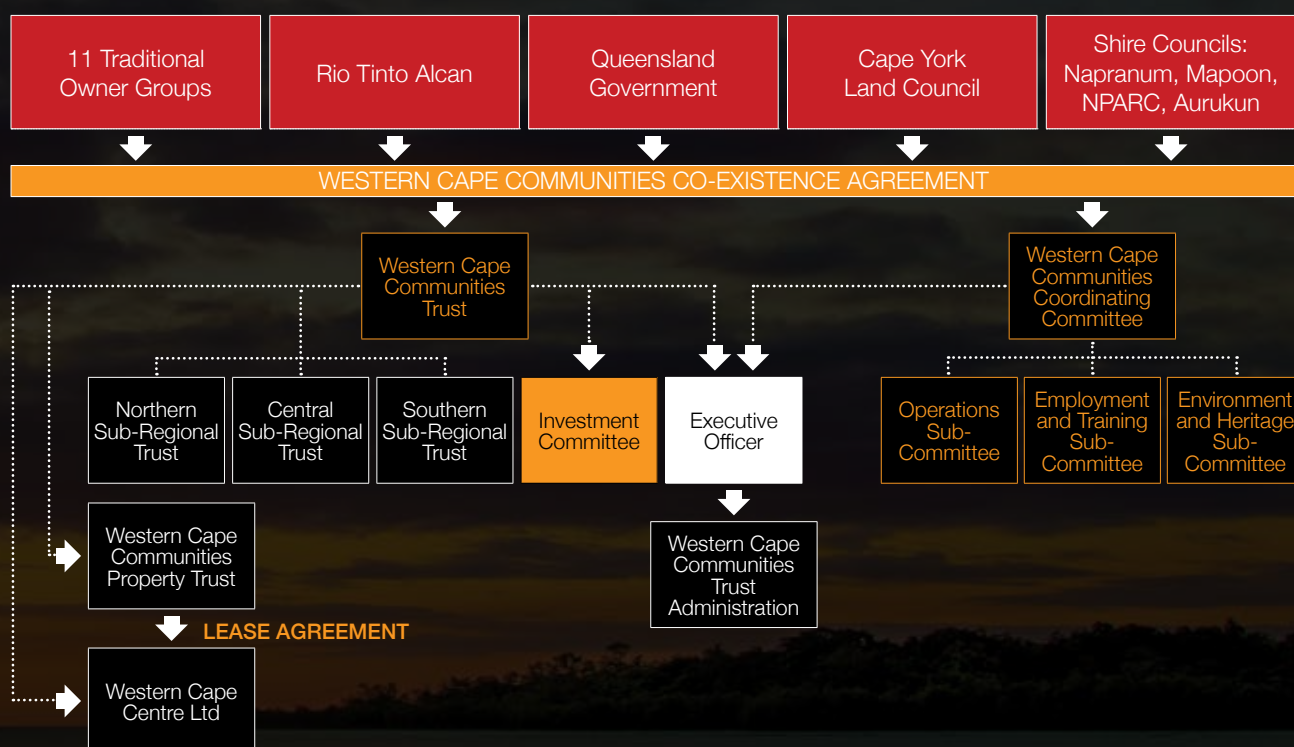 11 Traditional
Owner Groups
Rio Tinto Alcan
Queensland
Government
Cape York
Land Council
Shire Councils:
Napranum, Mapoon,
NPARC, Aurukun
WESTERN CAPE COMMUNITIES CO-EXISTENCE AGREEMENT
Western Cape
Communities
Trust
Western Cape
Communities
Coordinating
Committee
Northern
Sub-Regional
Trust
Central
Sub-Regional
Trust
Southern
Sub-Regional
Trust
Investment
Committee
Executive
Officer
Operations
Sub-
Committee
Employment
and Training
Sub-
Committee
Environment
and Heritage
Sub-
Committee
Western Cape
Communities
Property Trust
Western Cape
Communities
Trust
Administration
LEASE AGREEMENT
Western Cape
Centre Ltd